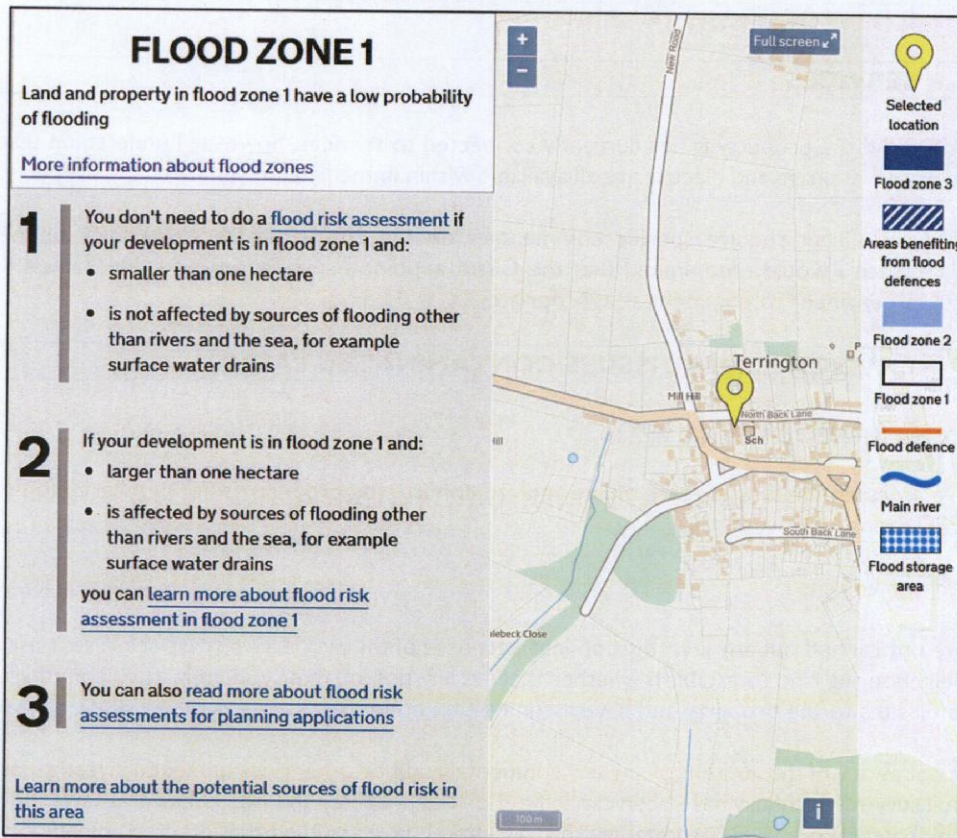 FLOOD ZONE 1
Land and property in flood zone 1 have a low probability
of flooding
More information about flood zones
1
You don't need to do a flood risk assessment if
your development is in flood zone 1 and:
• smaller than one hectare
• is not affected by sources of flooding other
than rivers and the sea, for example
surface water drains
2
If your development is in flood zone 1 and:
• larger than one hectare
• is affected by sources of flooding other
than rivers and the sea, for example
surface water drains
you can learn more about flood risk
assessment in flood zone 1
3
You can also read more about flood risk
assessments for planning applications
Learn more about the potential sources of flood risk in
this area
+
−
Full screen
New Road
Terrington
Mill Hill
North Back Lane
Sch
South Back Lane
ulebeck Close
100 m
i
Selected
location
Flood zone 3
Areas benefiting
from flood
defences
Flood zone 2
Flood zone 1
Flood defence
Main river
Flood storage
area